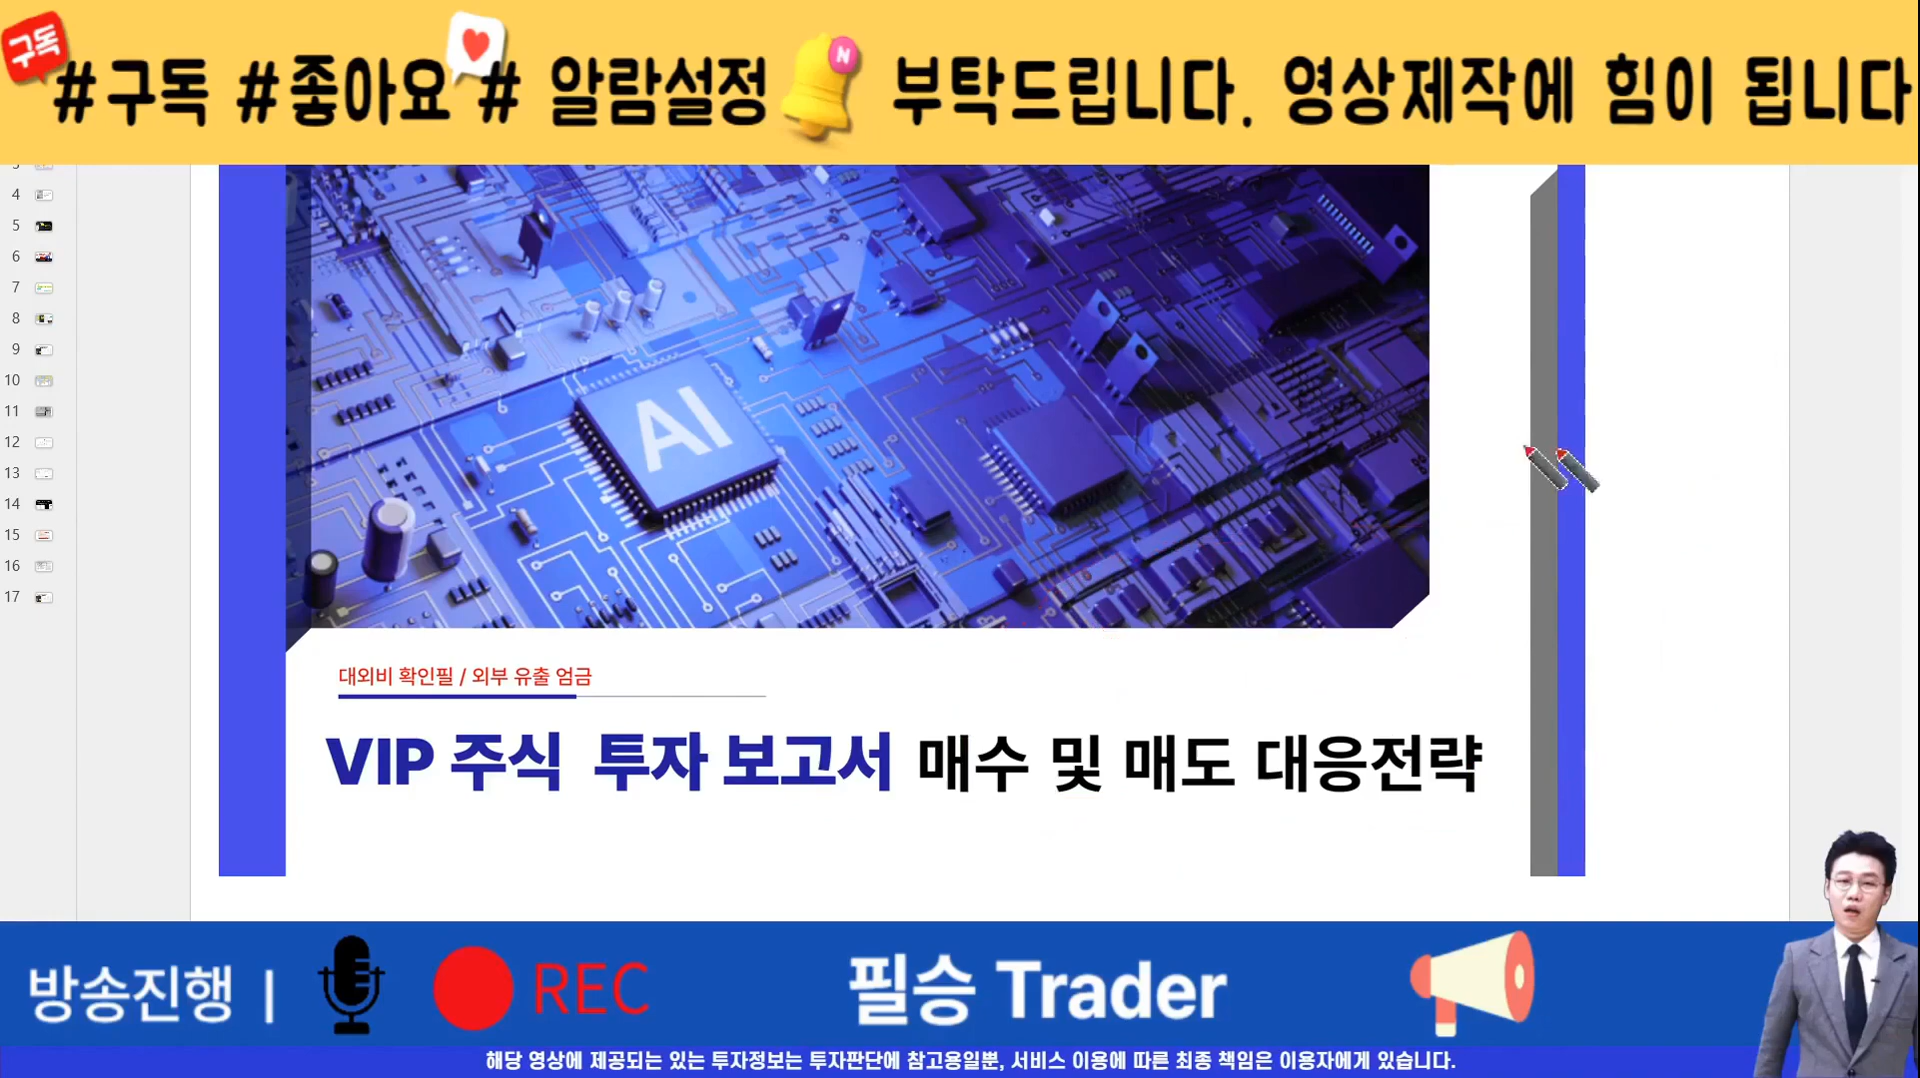 구독
#구독 #좋아요 # 알람설정 N 부탁드립니다. 영상제작에 힘이 됩니다
3
4
5
6
7
8
9
10
11
12
13
14
15
16
17
AI
대외비 확인필 / 외부 유출 엄금
VIP 주식 투자 보고서 매수 및 매도 대응전략
방송진행 | REC 필승 Trader
해당 영상에 제공되는 있는 투자정보는 투자판단에 참고용일뿐, 서비스 이용에 따른 최종 책임은 이용자에게 있습니다.